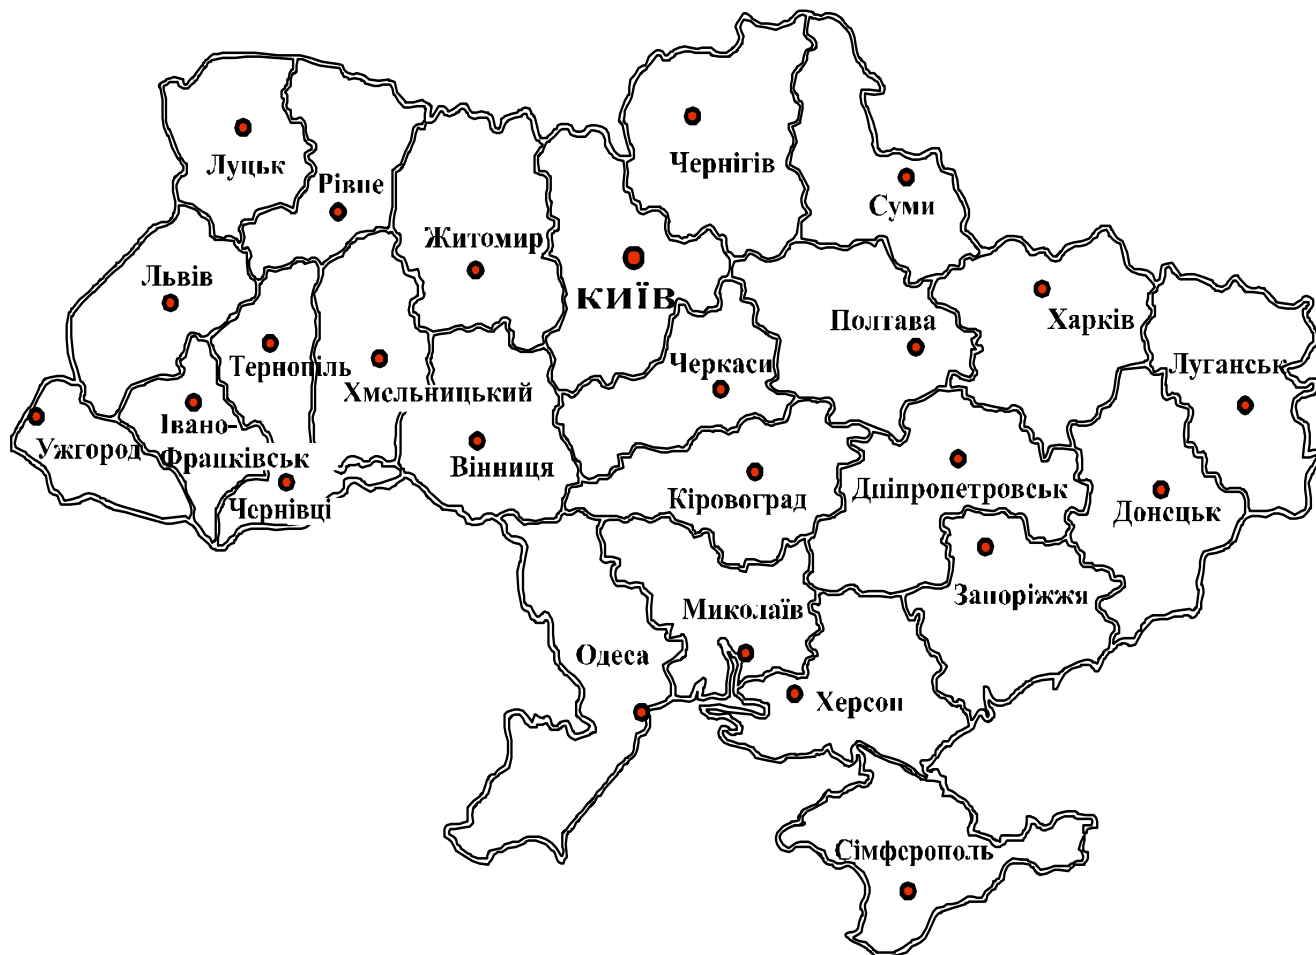 Чернігів
Луцьк
Рівне
Суми
Житомир
Львів
КИЇВ
Полтава
Харків
Тернопіль
Черкаси
Луганськ
Хмельницький
Івано-
Франківськ
Ужгород
Вінниця
Кіровоград
Дніпропетровськ
Чернівці
Донецьк
Запоріжжя
Миколаїв
Одеса
Херсон
Сімферополь